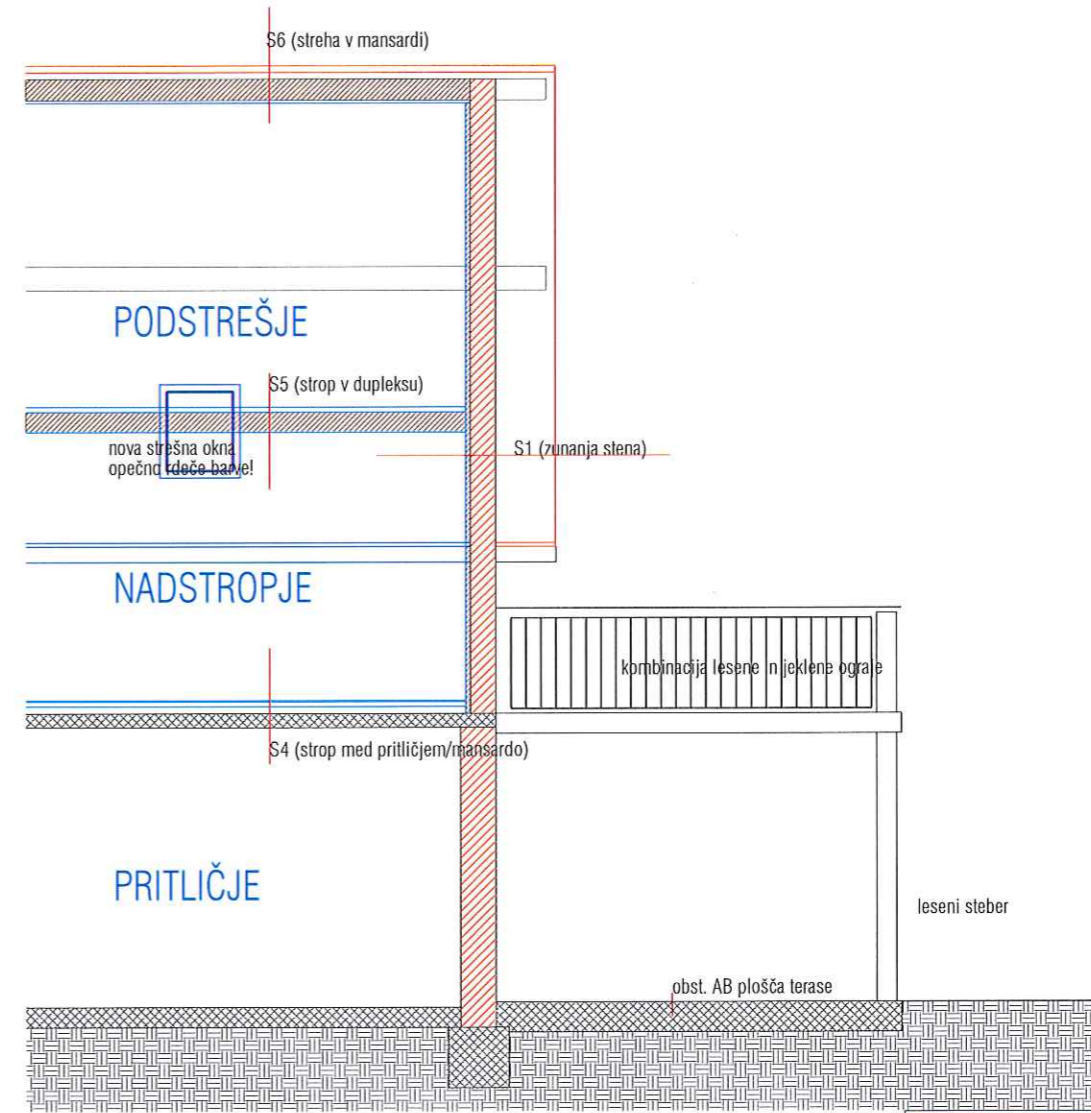 S6 (streha v mansardi)
PODSTREŠJE
S5 (strop v dupleksu)
nova strešna okna
opečno rdeče barve!
S1 (zunanja stena)
NADSTROPJE
kombinacija lesene in jeklene ograje
S4 (strop med pritličjem/mansardo)
PRITLIČJE
leseni steber
obst. AB plošča terase